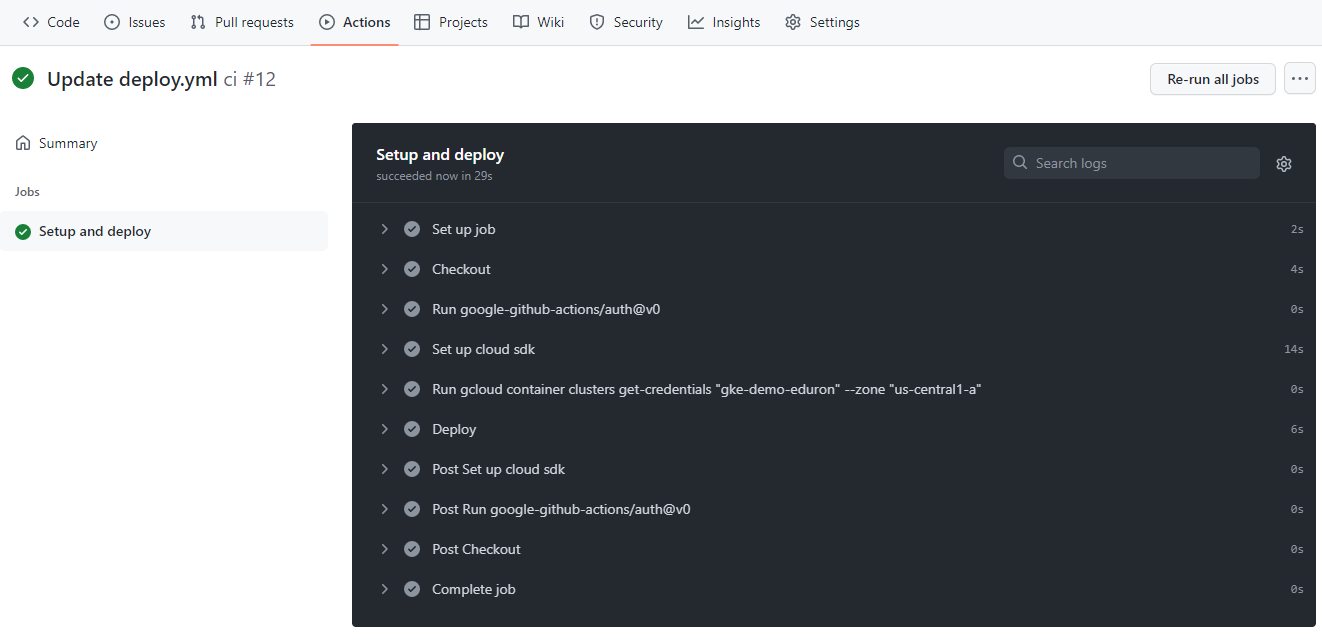 Code Issues Pull requests Actions Projects Wiki Security Insights Settings
Update deploy.yml ci #12
Re-run all jobs
Summary
Jobs
Setup and deploy
Setup and deploy
succeeded now in 29s
Search logs
Set up job 2s
Checkout 4s
Run google-github-actions/auth@v0 0s
Set up cloud sdk 14s
Run gcloud container clusters get-credentials "gke-demo-eduron" --zone "us-central1-a" 0s
Deploy 6s
Post Set up cloud sdk 0s
Post Run google-github-actions/auth@v0 0s
Post Checkout 0s
Complete job 0s